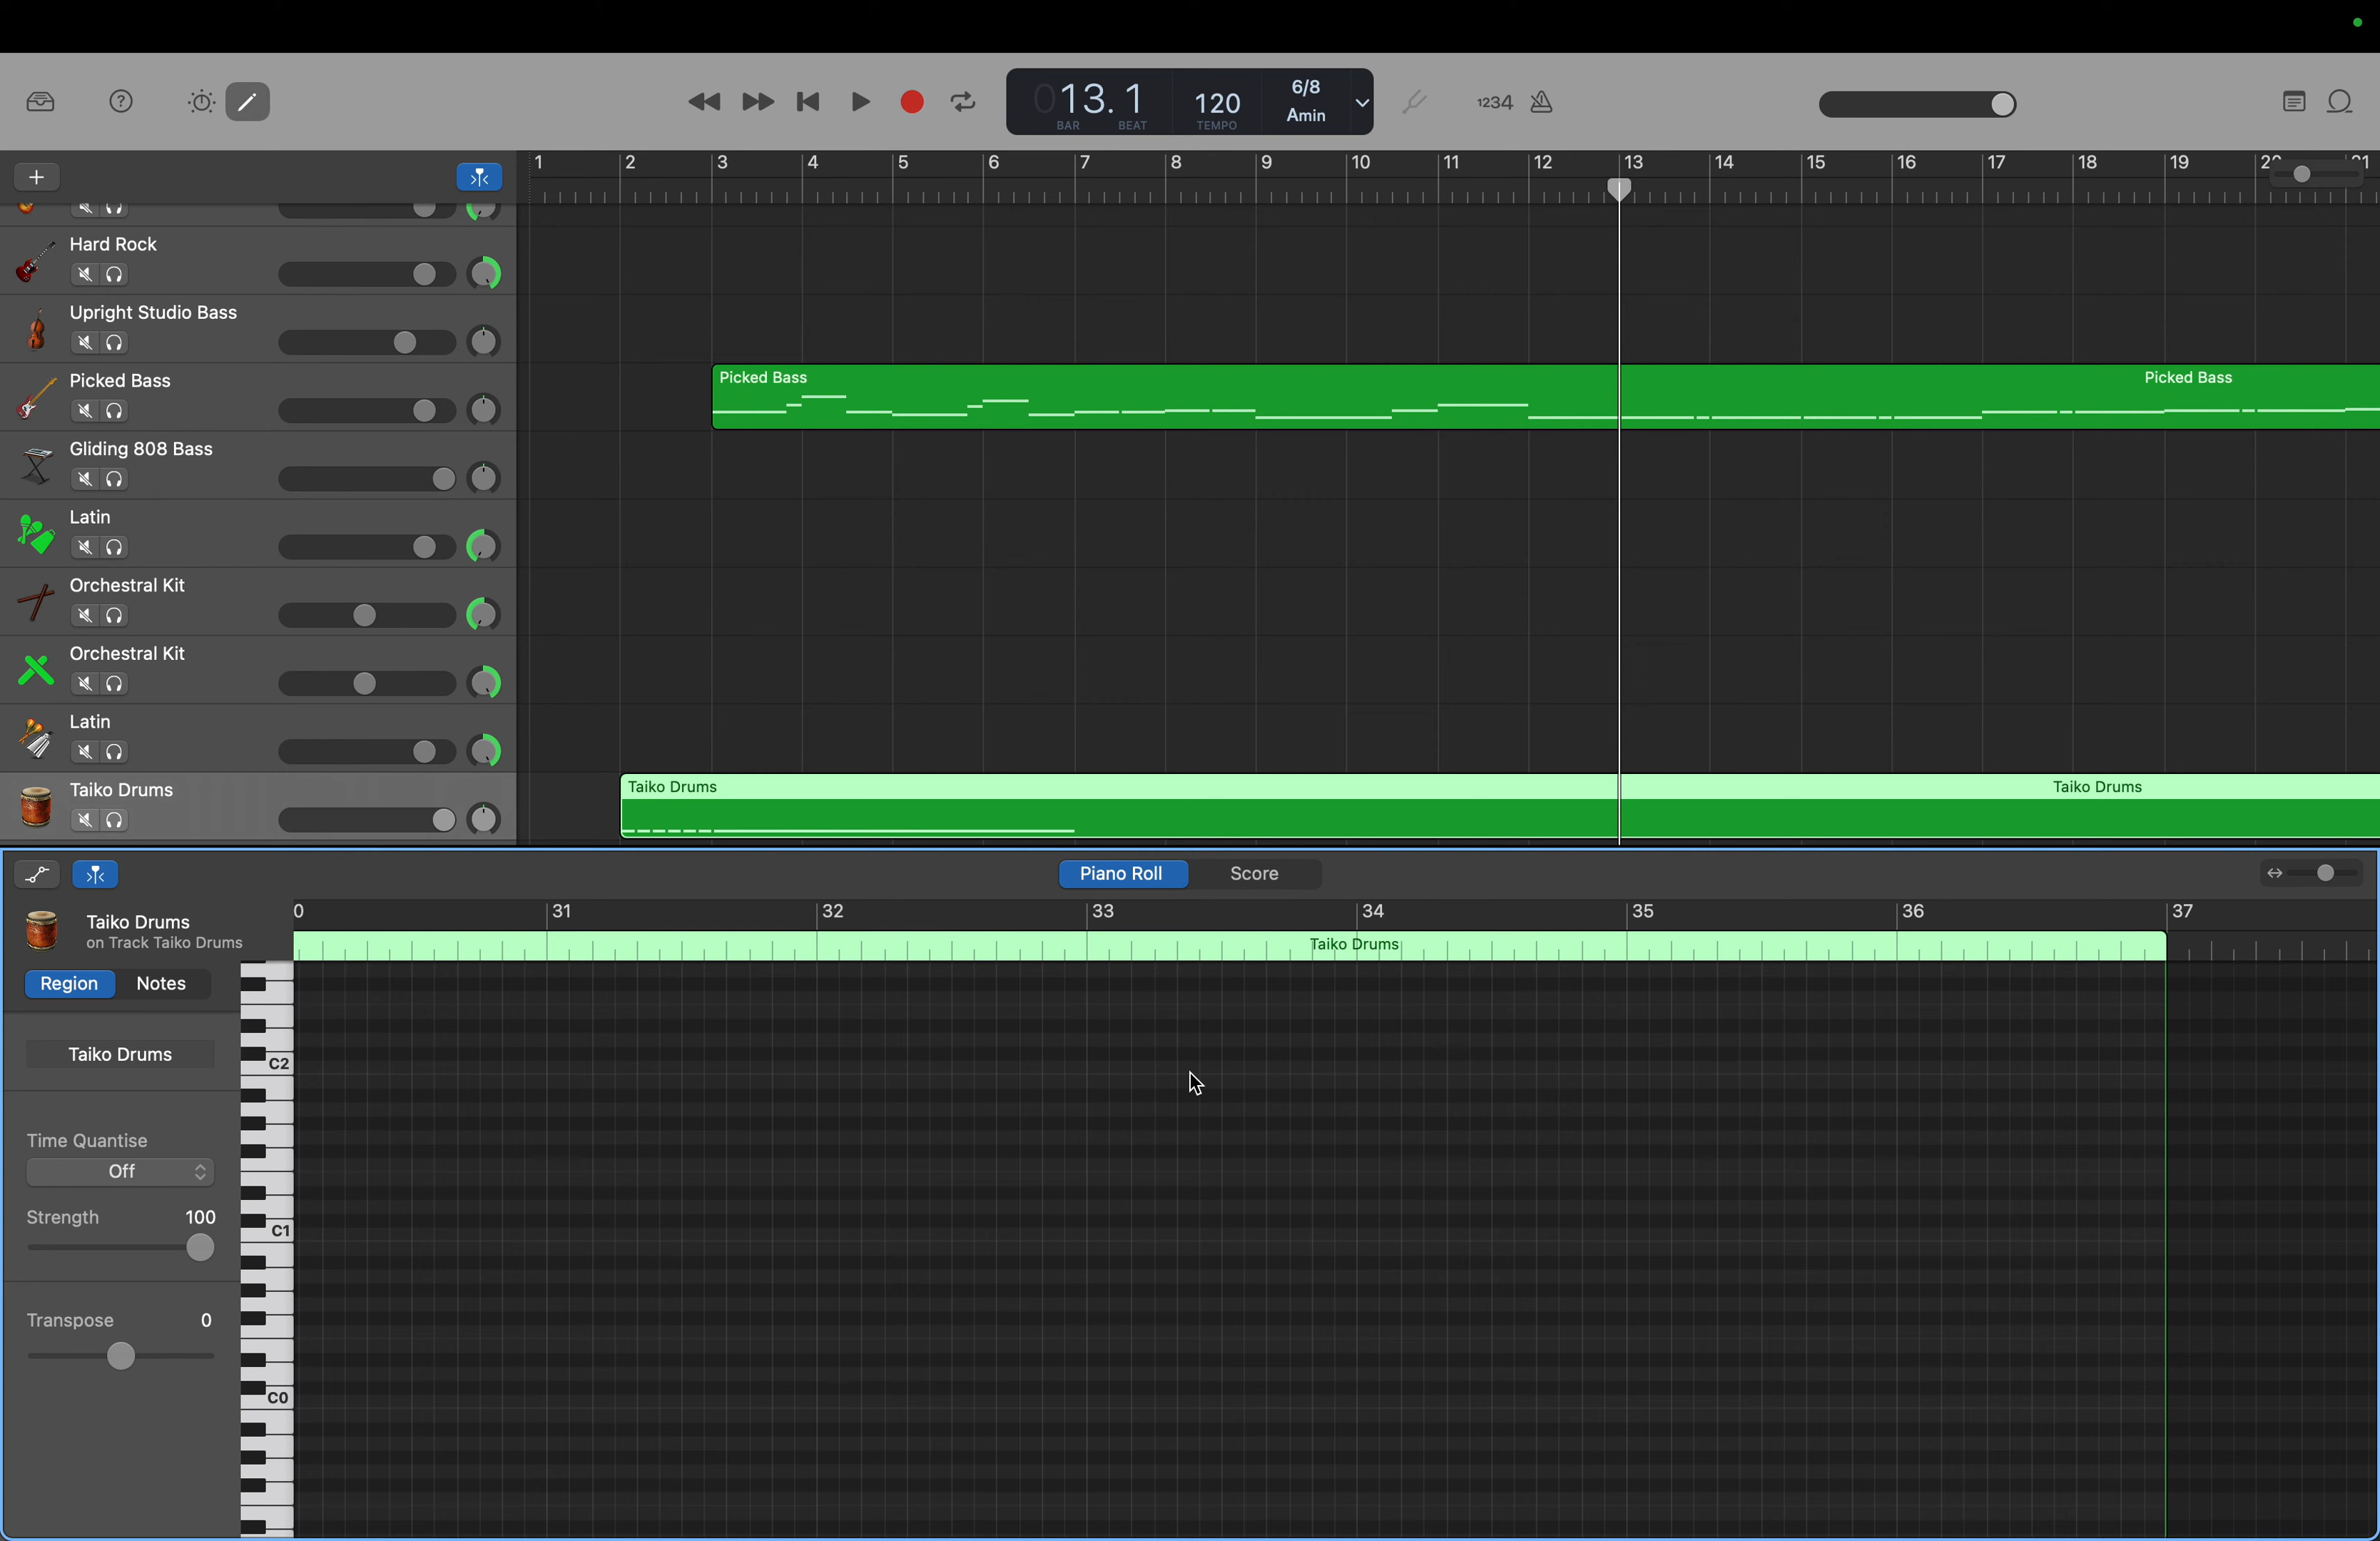 013.1
BAR
BEAT
120
TEMPO
6/8
Amin
1234
1 2 3 4 5 6 7 8 9 10 11 12 13 14 15 16 17 18 19
Hard Rock
Upright Studio Bass
Picked Bass
Picked Bass
Picked Bass
Gliding 808 Bass
Latin
Orchestral Kit
Orchestral Kit
Latin
Taiko Drums
Taiko Drums
Taiko Drums
Piano Roll
Score
0 31 32 33 34 35 36 37
Taiko Drums
on Track Taiko Drums
Taiko Drums
Region
Notes
Taiko Drums
Time Quantise
Off
Strength 100
Transpose 0
C2
C1
C0